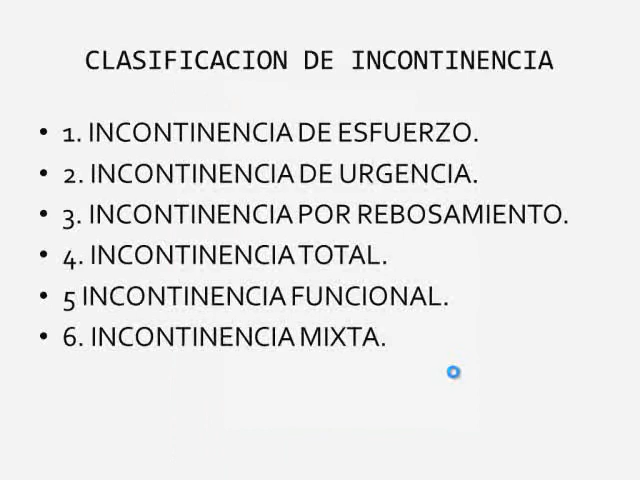 CLASIFICACION DE INCONTINENCIA
• 1. INCONTINENCIA DE ESFUERZO.
• 2. INCONTINENCIA DE URGENCIA.
• 3. INCONTINENCIA POR REBOSAMIENTO.
• 4. INCONTINENCIA TOTAL.
• 5 INCONTINENCIA FUNCIONAL.
• 6. INCONTINENCIA MIXTA.